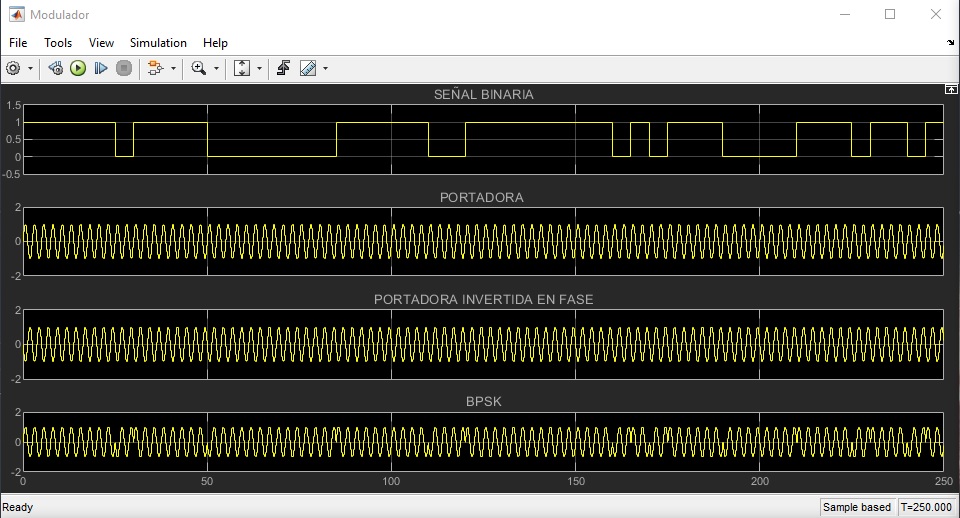 Modulador
File Tools View Simulation Help
SEÑAL BINARIA
1.5
1
0.5
0
-0.5
PORTADORA
2
0
-2
PORTADORA INVERTIDA EN FASE
2
0
-2
BPSK
2
0
-2
0 50 100 150 200 250
Ready Sample based T=250.000